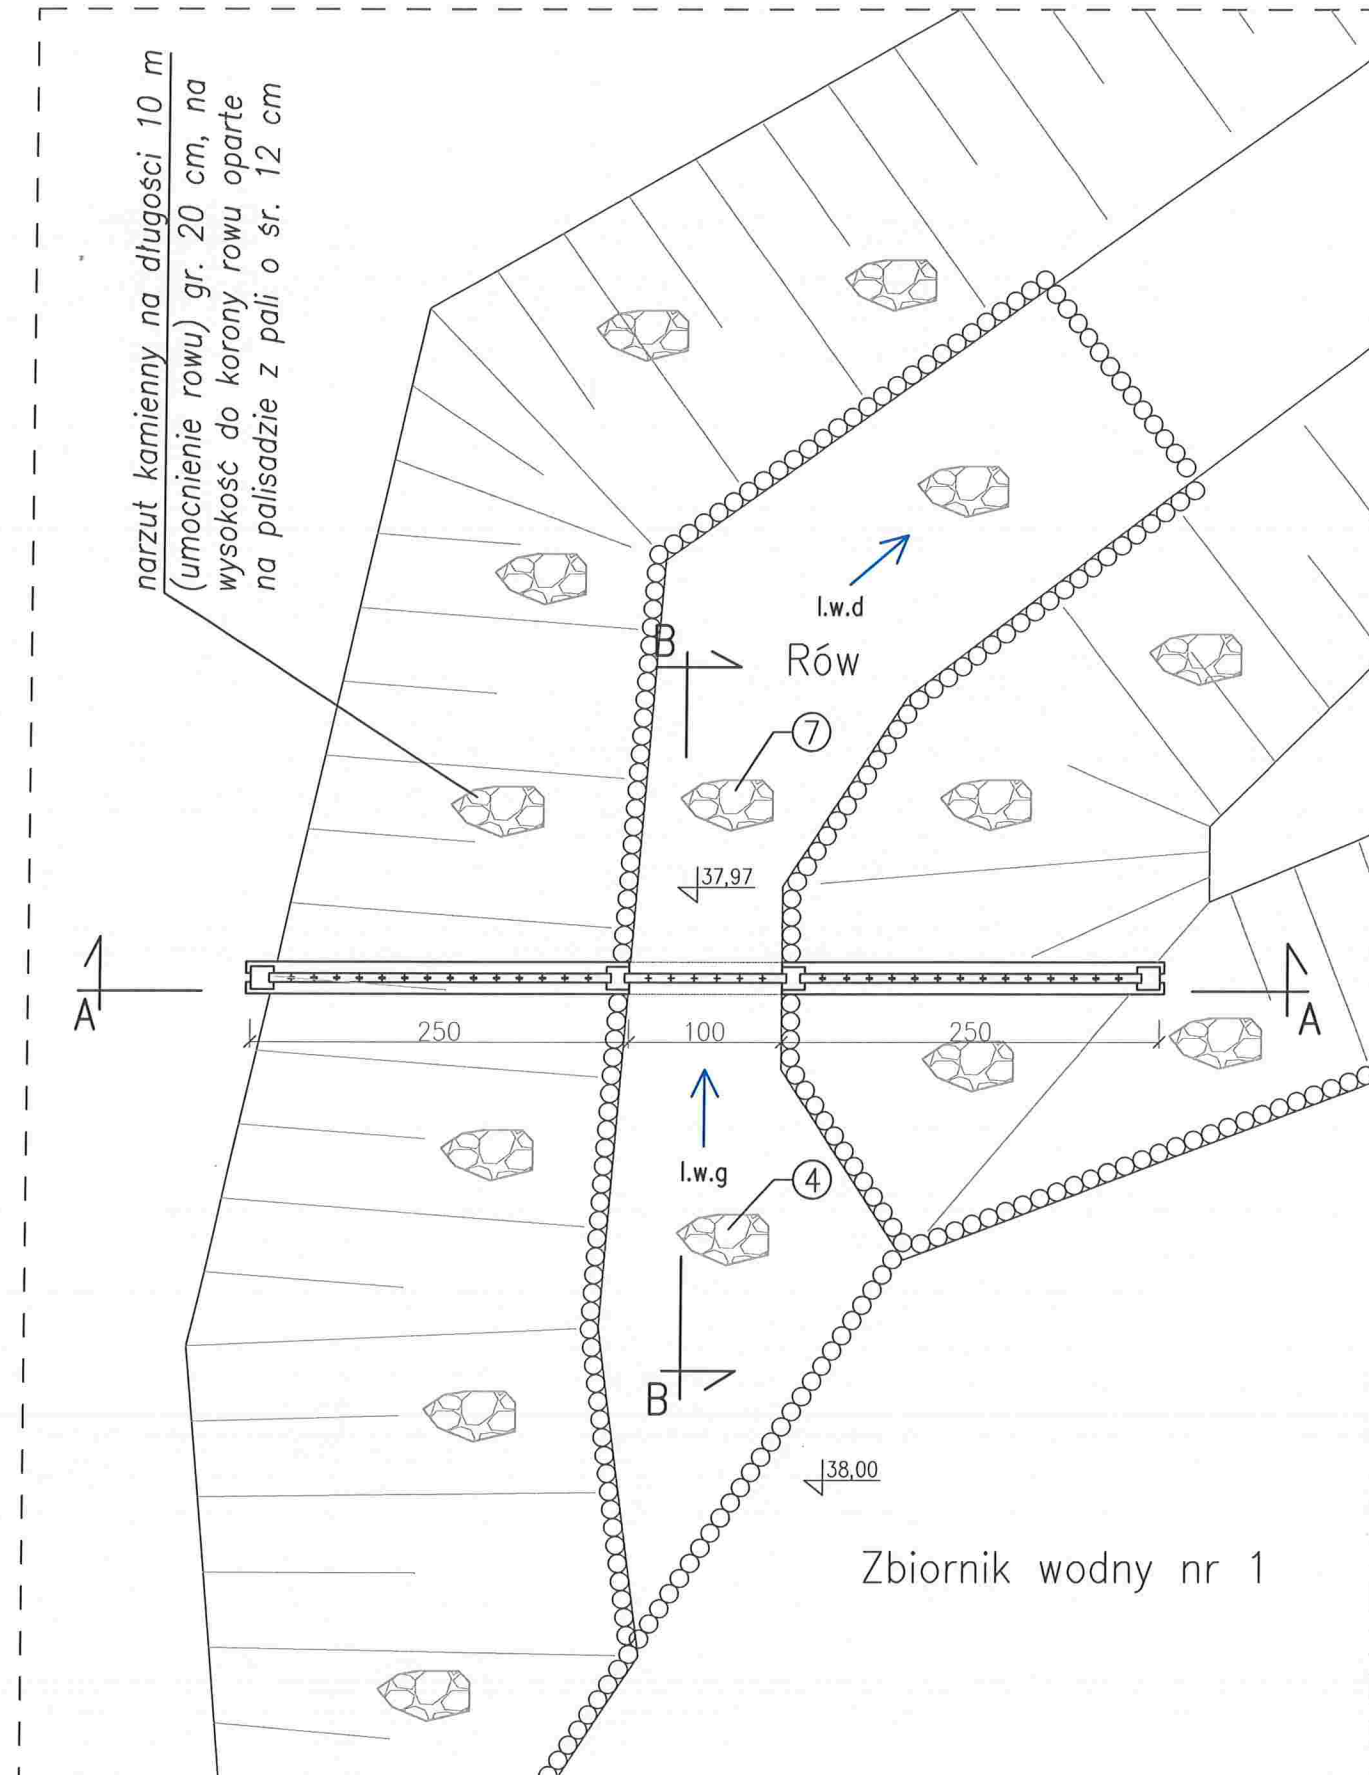 narzut kamienny na długości 10 m
(umocnienie rowu) gr. 20 cm, na
wysokość do korony rowu oparte
na palisadzie z pali o śr. 12 cm
l.w.d
B
Rów
7
37,97
A
A
250
100
250
l.w.g
4
B
38,00
Zbiornik wodny nr 1